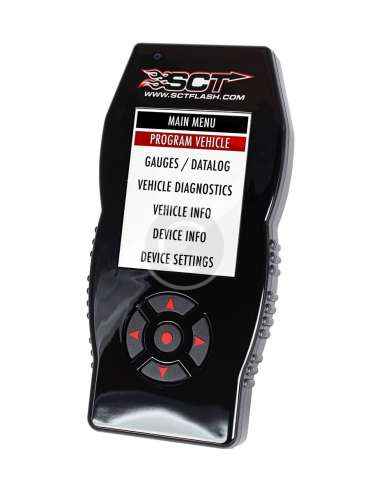 SCT
WWW.SCTFLASH.COM
MAIN MENU
PROGRAM VEHICLE
GAUGES / DATALOG
VEHICLE DIAGNOSTICS
VEHICLE INFO
DEVICE INFO
DEVICE SETTINGS